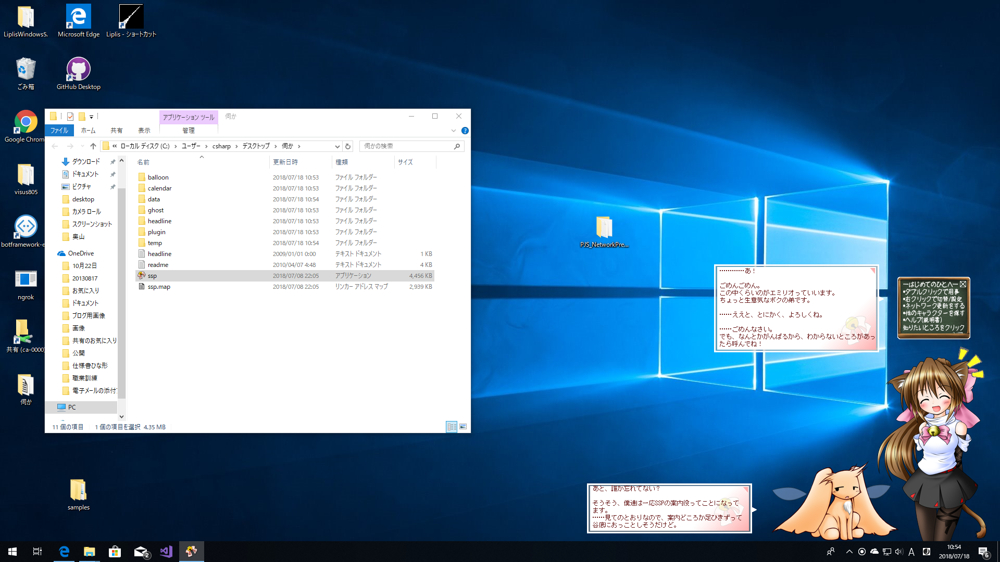 LiplisWindows5.
Microsoft Edge
Liplis - ショートカット
ごみ箱
GitHub Desktop
Google Chrom
visus805
botframework-e
ngrok
共有 (ca-0000)
伺か
samples
PJS_NetworkPre...
アプリケーション ツール
伺か
ファイル
ホーム
共有
表示
管理
« ローカル ディスク (C:) › ユーザー › csharp › デスクトップ › 伺か ›
伺かの検索
ダウンロード
ドキュメント
ピクチャ
desktop
カメラ ロール
スクリーンショット
奥山
OneDrive
10月22日
20130817
お気に入り
ドキュメント
ブログ用画像
画像
共有のお気に入り
公開
仕様書ひな形
職業訓練
電子メールの添付フ
PC
名前 更新日時 種類 サイズ
balloon 2018/07/18 10:53 ファイル フォルダー
calendar 2018/07/18 10:53 ファイル フォルダー
data 2018/07/18 10:54 ファイル フォルダー
ghost 2018/07/18 10:53 ファイル フォルダー
headline 2018/07/18 10:53 ファイル フォルダー
plugin 2018/07/18 10:53 ファイル フォルダー
temp 2018/07/18 10:54 ファイル フォルダー
headline 2009/01/01 0:00 テキスト ドキュメント 1 KB
readme 2010/04/07 4:48 テキスト ドキュメント 4 KB
ssp 2018/07/08 22:05 アプリケーション 4,456 KB
ssp.map 2018/07/08 22:05 リンカー アドレス マップ 2,939 KB
11 個の項目
1 個の項目を選択 4.35 MB
…………あ！
ごめんごめん。
この中くらいのがエミリオっていいます。
ちょっと生意気なボクの弟です。
……ええと、とにかく、よろしくね。
……ごめんなさい。
でも、なんとかがんばるから、わからないところがあっ
たら呼んでね！
―はじめてのひとへ―
•ダブルクリックで用事
•右クリックで切替/設定
•ネットワーク更新をする
•他のキャラクターを探す
•ヘルプ(説明書)
知りたいところをクリック
あと、誰か忘れてない？
そうそう、僕達は一応SSPの案内役ってことになって
ます。
……見てのとおりなので、案内どころか足ひきずって
谷底におっことしそうだけど。
2
A
J
10:54
2018/07/18
6